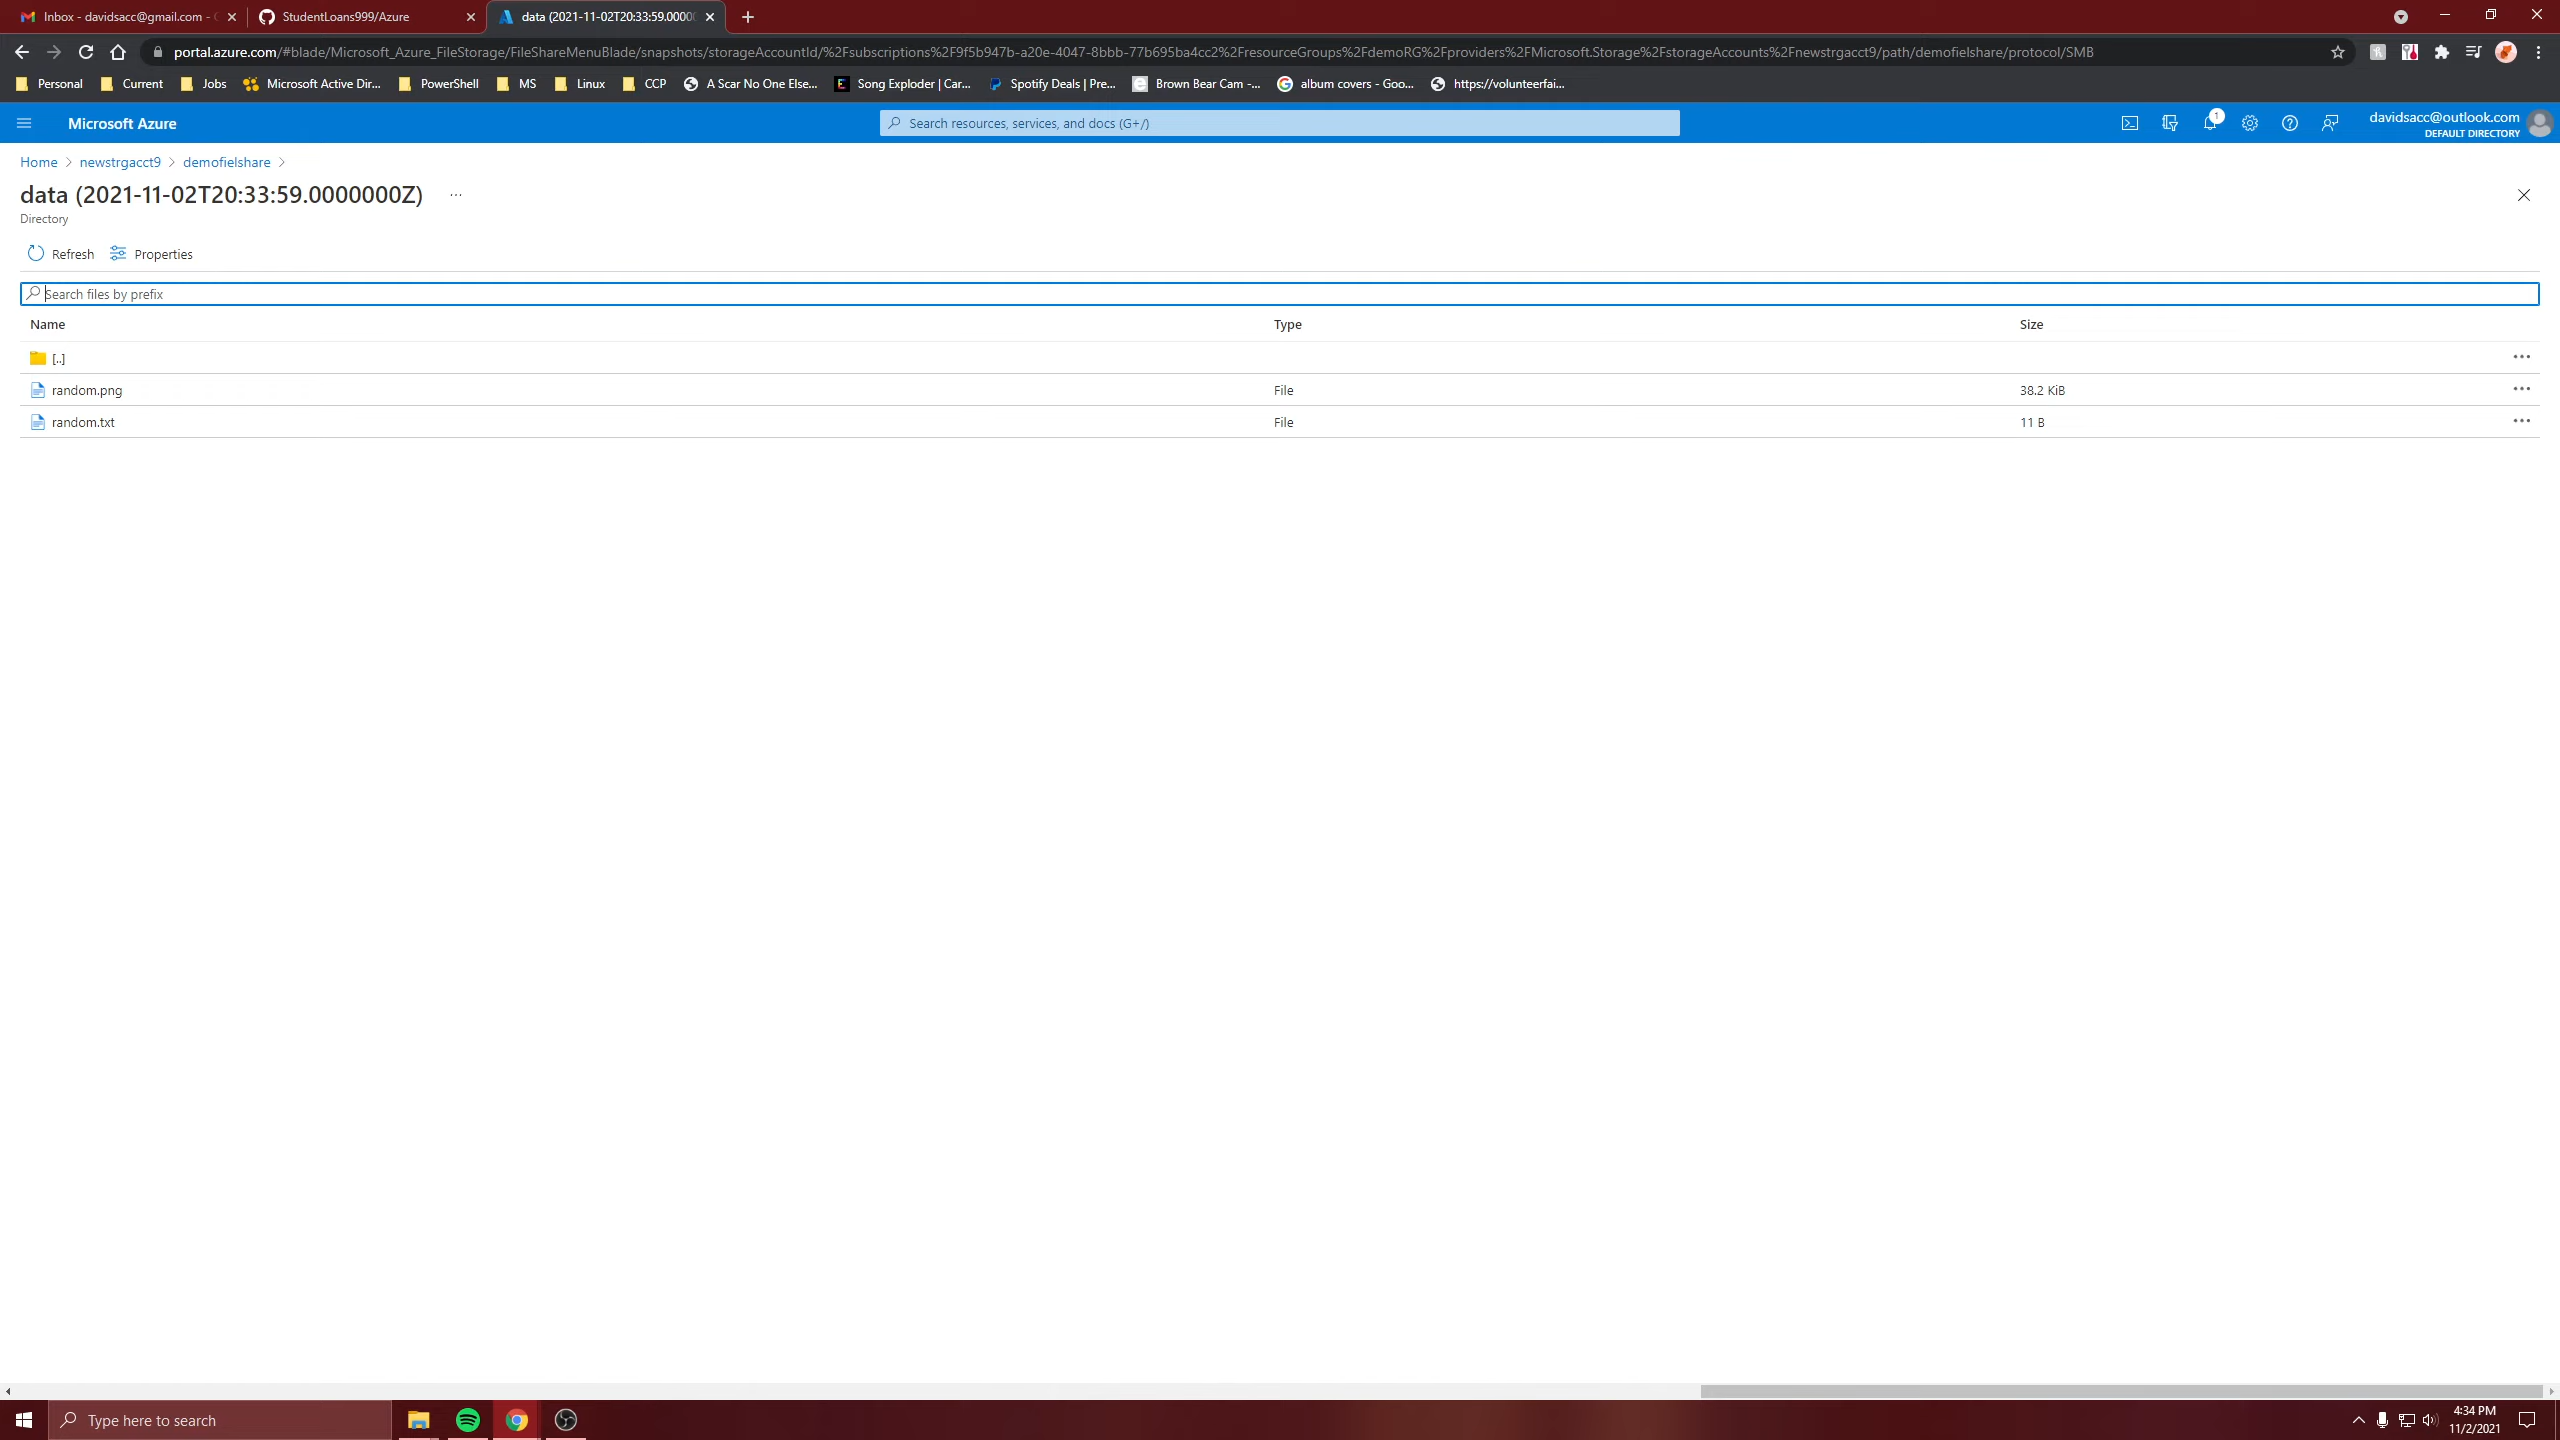 Inbox - davidsacc@gmail.com -
StudentLoans999/Azure
data (2021-11-02T20:33:59.0000
portal.azure.com/#blade/Microsoft_Azure_FileStorage/FileShareMenuBlade/snapshots/storageAccountId/%2Fsubscriptions%2F9f5b947b-a20e-4047-8bbb-77b695ba4cc2%2FresourceGroups%2FdemoRG%2Fproviders%2FMicrosoft.Storage%2FstorageAccounts%2Fnewstrgacct9/path/demofielshare/protocol/SMB
Personal Current Jobs Microsoft Active Dir... PowerShell MS Linux CCP A Scar No One Else... Song Exploder | Car... Spotify Deals | Pre... Brown Bear Cam -... album covers - Goo... https://volunteerfai...
Microsoft Azure
Search resources, services, and docs (G+/)
1
davidsacc@outlook.com
DEFAULT DIRECTORY
Home > newstrgacct9 > demofielshare >
data (2021-11-02T20:33:59.0000000Z) ...
Directory
Refresh Properties
Search files by prefix
Name Type Size
[..]
random.png File 38.2 KiB
random.txt File 11 B
Type here to search
4:34 PM
11/2/2021